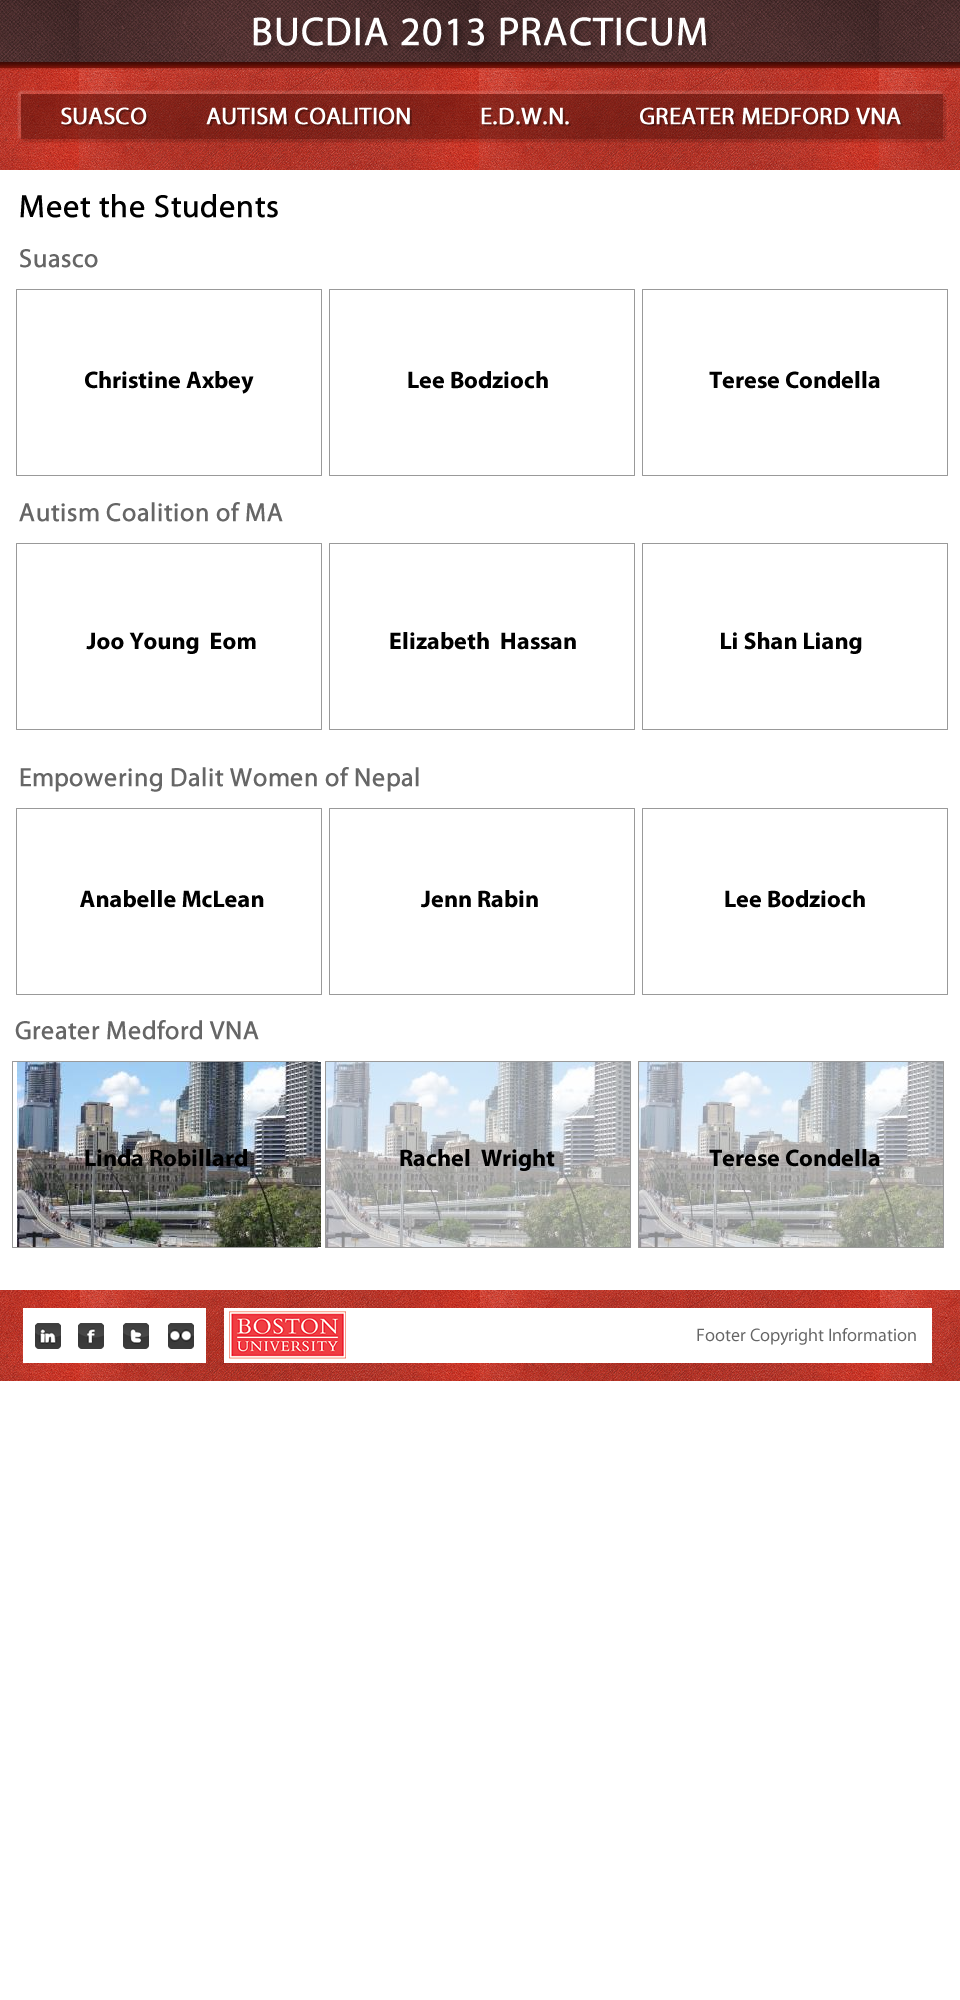 BUCDIA 2013 PRACTICUM
SUASCO AUTISM COALITION E.D.W.N. GREATER MEDFORD VNA
Meet the Students
Suasco
Christine Axbey Lee Bodzioch Terese Condella
Autism Coalition of MA
Joo Young Eom Elizabeth Hassan Li Shan Liang
Empowering Dalit Women of Nepal
Anabelle McLean Jenn Rabin Lee Bodzioch
Greater Medford VNA
Linda Robillard Rachel Wright Terese Condella
in f t BOSTON
UNIVERSITY
Footer Copyright Information